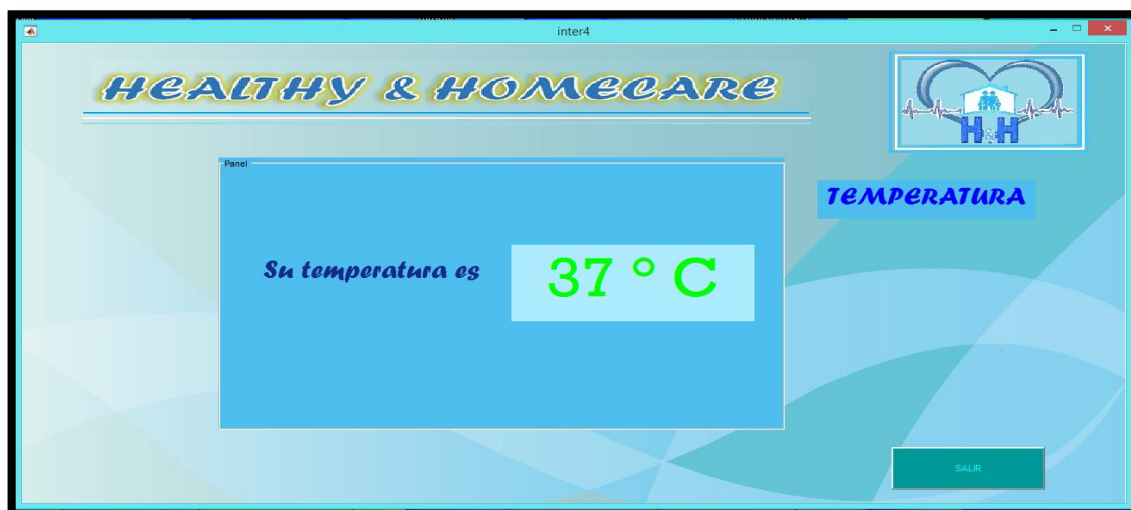 inter4
HEALTHY & HOMECARE
H&H
Panel
TEMPERATURA
Su temperatura es
37 ° C
SALIR